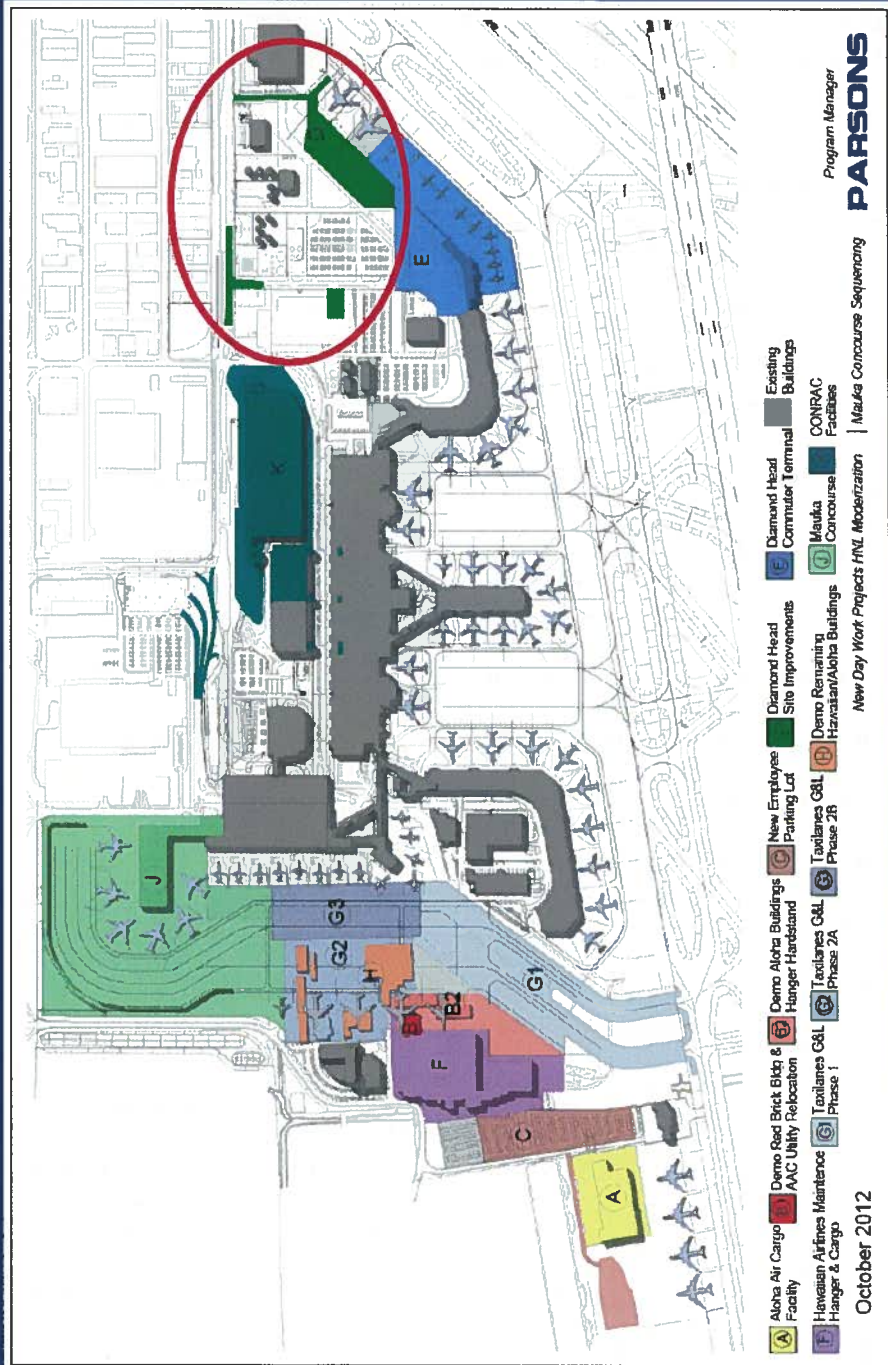 J
K
G3
G2
H
B2
G1
F
C
A
E
A
Aloha Air Cargo
Facility
Demo Red Brick Bldg &
AAC Utility Relocation
Demo Aloha Buildings
Hanger Hardstand
C
New Employee
Parking Lot
Diamond Head
Site Improvements
E
Diamond Head
Commuter Terminal
Existing
Buildings
F
Hawaiian Airlines Maintence
Hanger & Cargo
G1
Taxilanes G&L
Phase 1
G2
Taxilanes G&L
Phase 2A
G3
Taxilanes G&L
Phase 2B
H
Demo Remaining
Hawaiian/Aloha Buildings
J
Mauka
Concourse
CONRAC
Facilities
October 2012
New Day Work Projects HNL Moderization | Mauka Concourse Sequencing
Program Manager
PARSONS